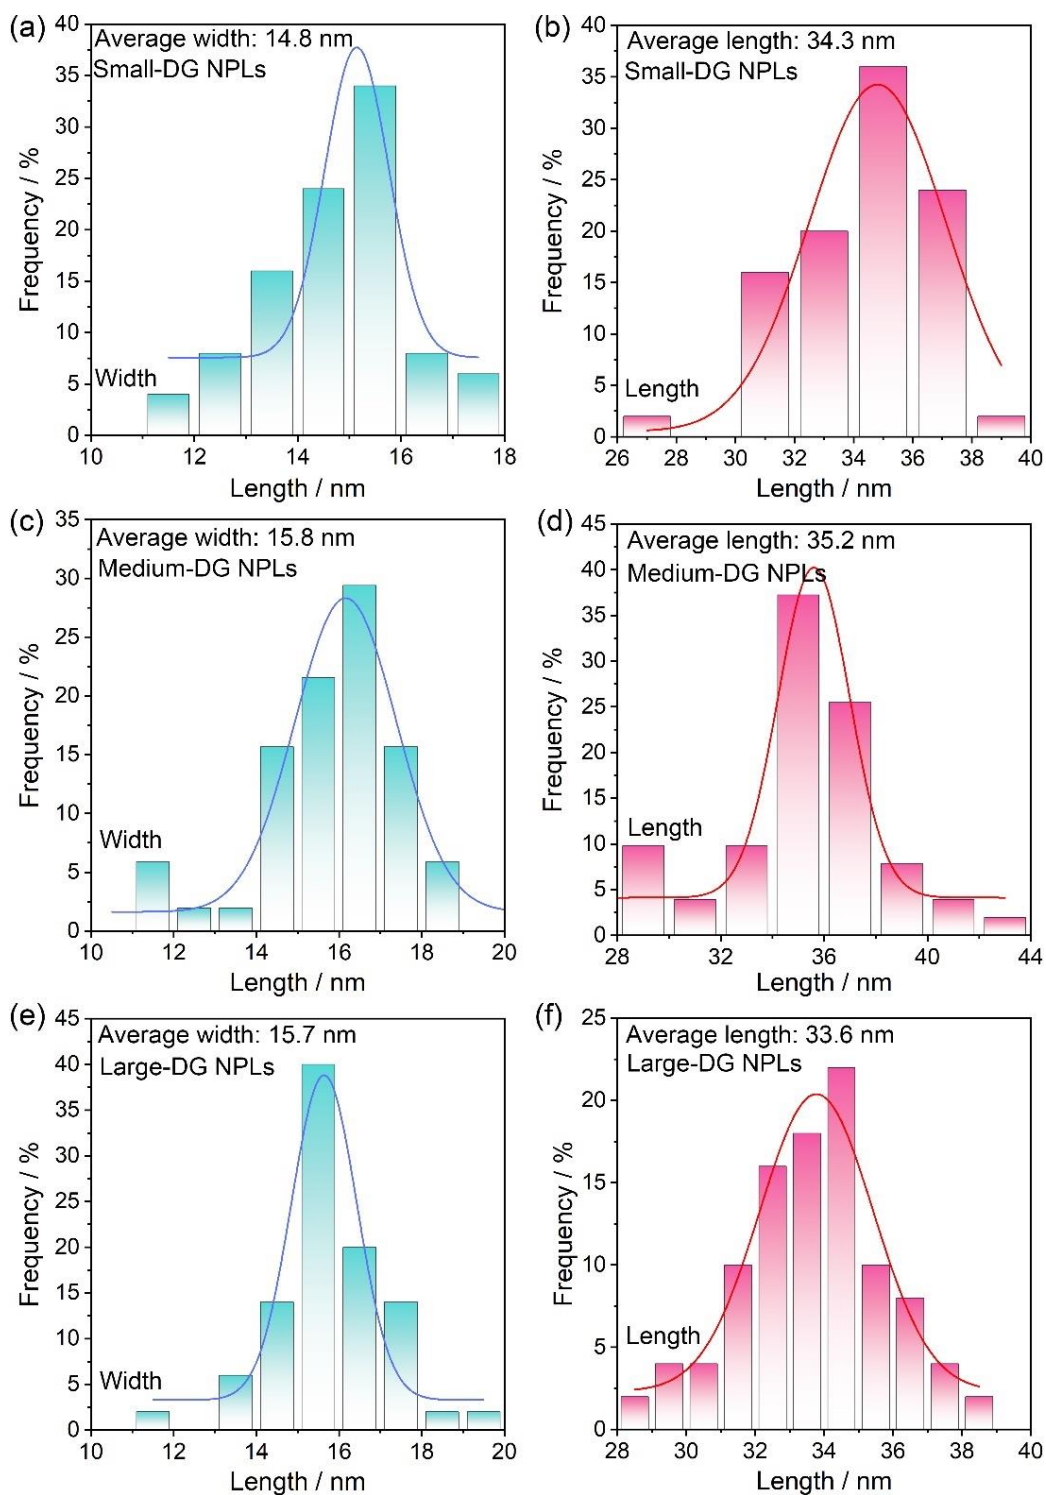 (a)
Average width: 14.8 nm
Small-DG NPLs
Width
Frequency / %
40
35
30
25
20
15
10
5
0
10 12 14 16 18
Length / nm
(b)
Average length: 34.3 nm
Small-DG NPLs
Length
Frequency / %
40
35
30
25
20
15
10
5
0
26 28 30 32 34 36 38 40
Length / nm
(c)
Average width: 15.8 nm
Medium-DG NPLs
Width
Frequency / %
35
30
25
20
15
10
5
0
10 12 14 16 18 20
Length / nm
(d)
Average length: 35.2 nm
Medium-DG NPLs
Length
Frequency / %
45
40
35
30
25
20
15
10
5
0
28 32 36 40 44
Length / nm
(e)
Average width: 15.7 nm
Large-DG NPLs
Width
Frequency / %
45
40
35
30
25
20
15
10
5
0
10 12 14 16 18 20
Length / nm
(f)
Average length: 33.6 nm
Large-DG NPLs
Length
Frequency / %
25
20
15
10
5
0
28 30 32 34 36 38 40
Length / nm